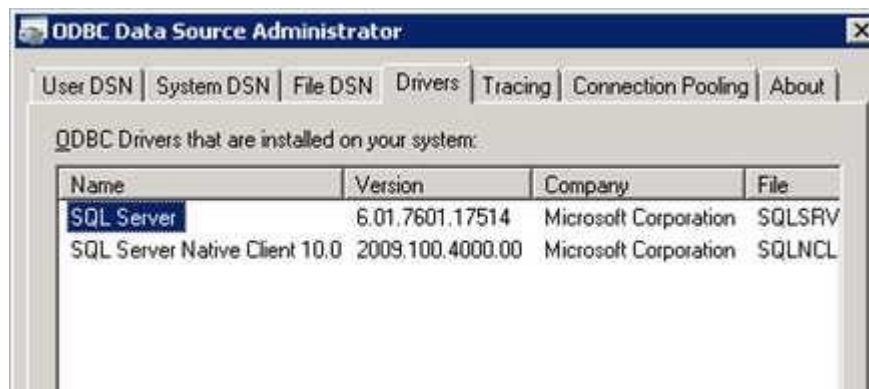 ODBC Data Source Administrator
User DSN System DSN File DSN Drivers Tracing Connection Pooling About
ODBC Drivers that are installed on your system:
Name Version Company File
SQL Server 6.01.7601.17514 Microsoft Corporation SQLSRV
SQL Server Native Client 10.0 2009.100.4000.00 Microsoft Corporation SQLNCL